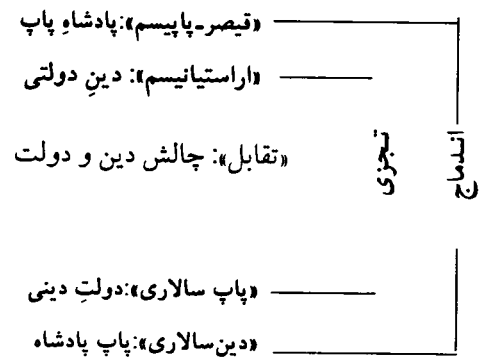 «قیصر-پاپیسم»:پادشاهِ پاپ
«اراستیانیسم»: دینِ دولتی
«تقابل»: چالش دین و دولت
تجزی
اندماج
«پاپ سالاری»:دولتِ دینی
«دین‌سالاری»:پاپ پادشاه